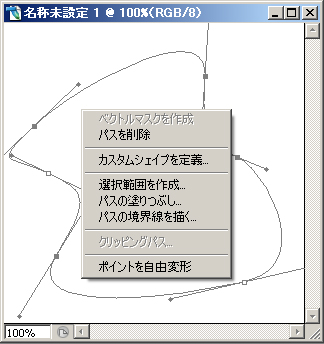 名称未設定 1 @ 100%(RGB/8)
ベクトルマスクを作成
パスを削除
カスタムシェイプを定義...
選択範囲を作成...
パスの塗りつぶし...
パスの境界線を描く...
クリッピングパス...
ポイントを自由変形
100%